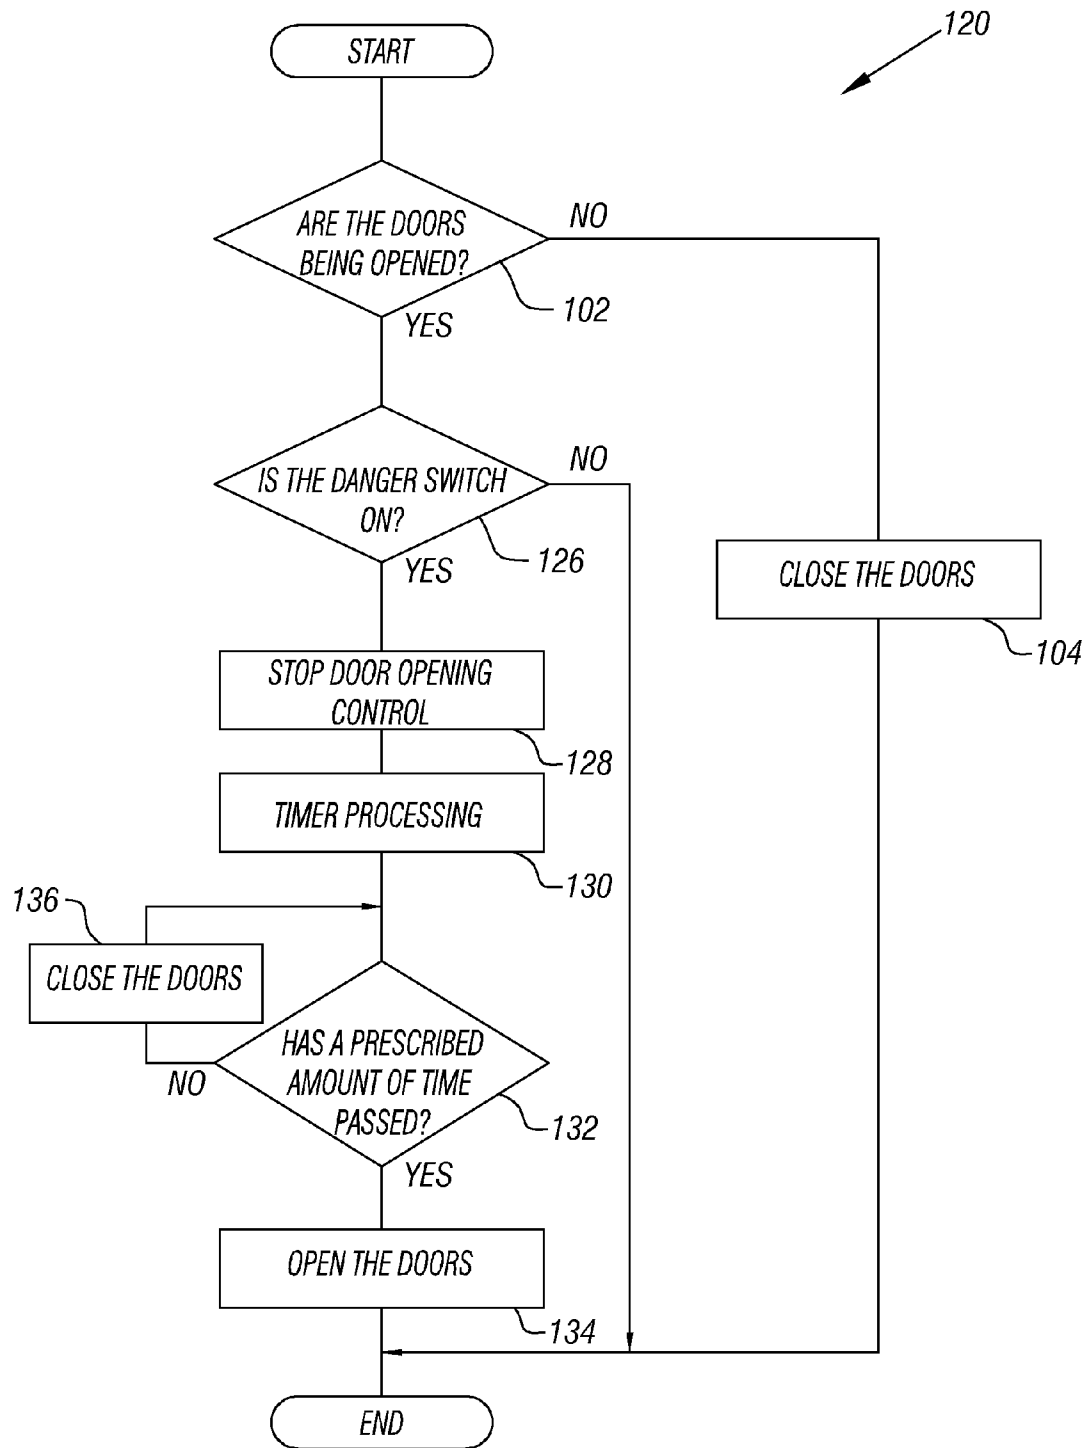 120
START
ARE THE DOORS
BEING OPENED?
NO
102
YES
IS THE DANGER SWITCH
ON?
NO
126
YES
CLOSE THE DOORS
104
STOP DOOR OPENING
CONTROL
128
TIMER PROCESSING
130
136
CLOSE THE DOORS
HAS A PRESCRIBED
AMOUNT OF TIME
PASSED?
NO
132
YES
OPEN THE DOORS
134
END